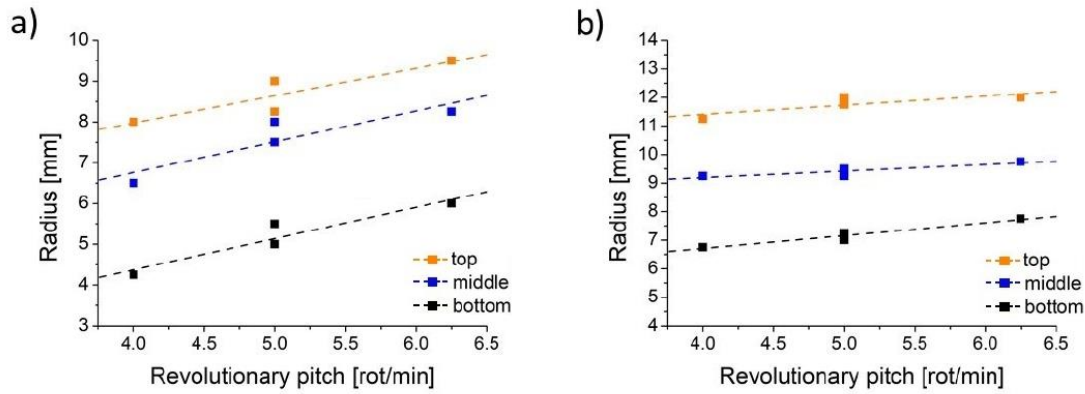 a)
10
9
8
7
6
5
4
3
Radius [mm]
4.0 4.5 5.0 5.5 6.0 6.5
Revolutionary pitch [rot/min]
top
middle
bottom
b)
14
13
12
11
10
9
8
7
6
5
4
Radius [mm]
4.0 4.5 5.0 5.5 6.0 6.5
Revolutionary pitch [rot/min]
top
middle
bottom